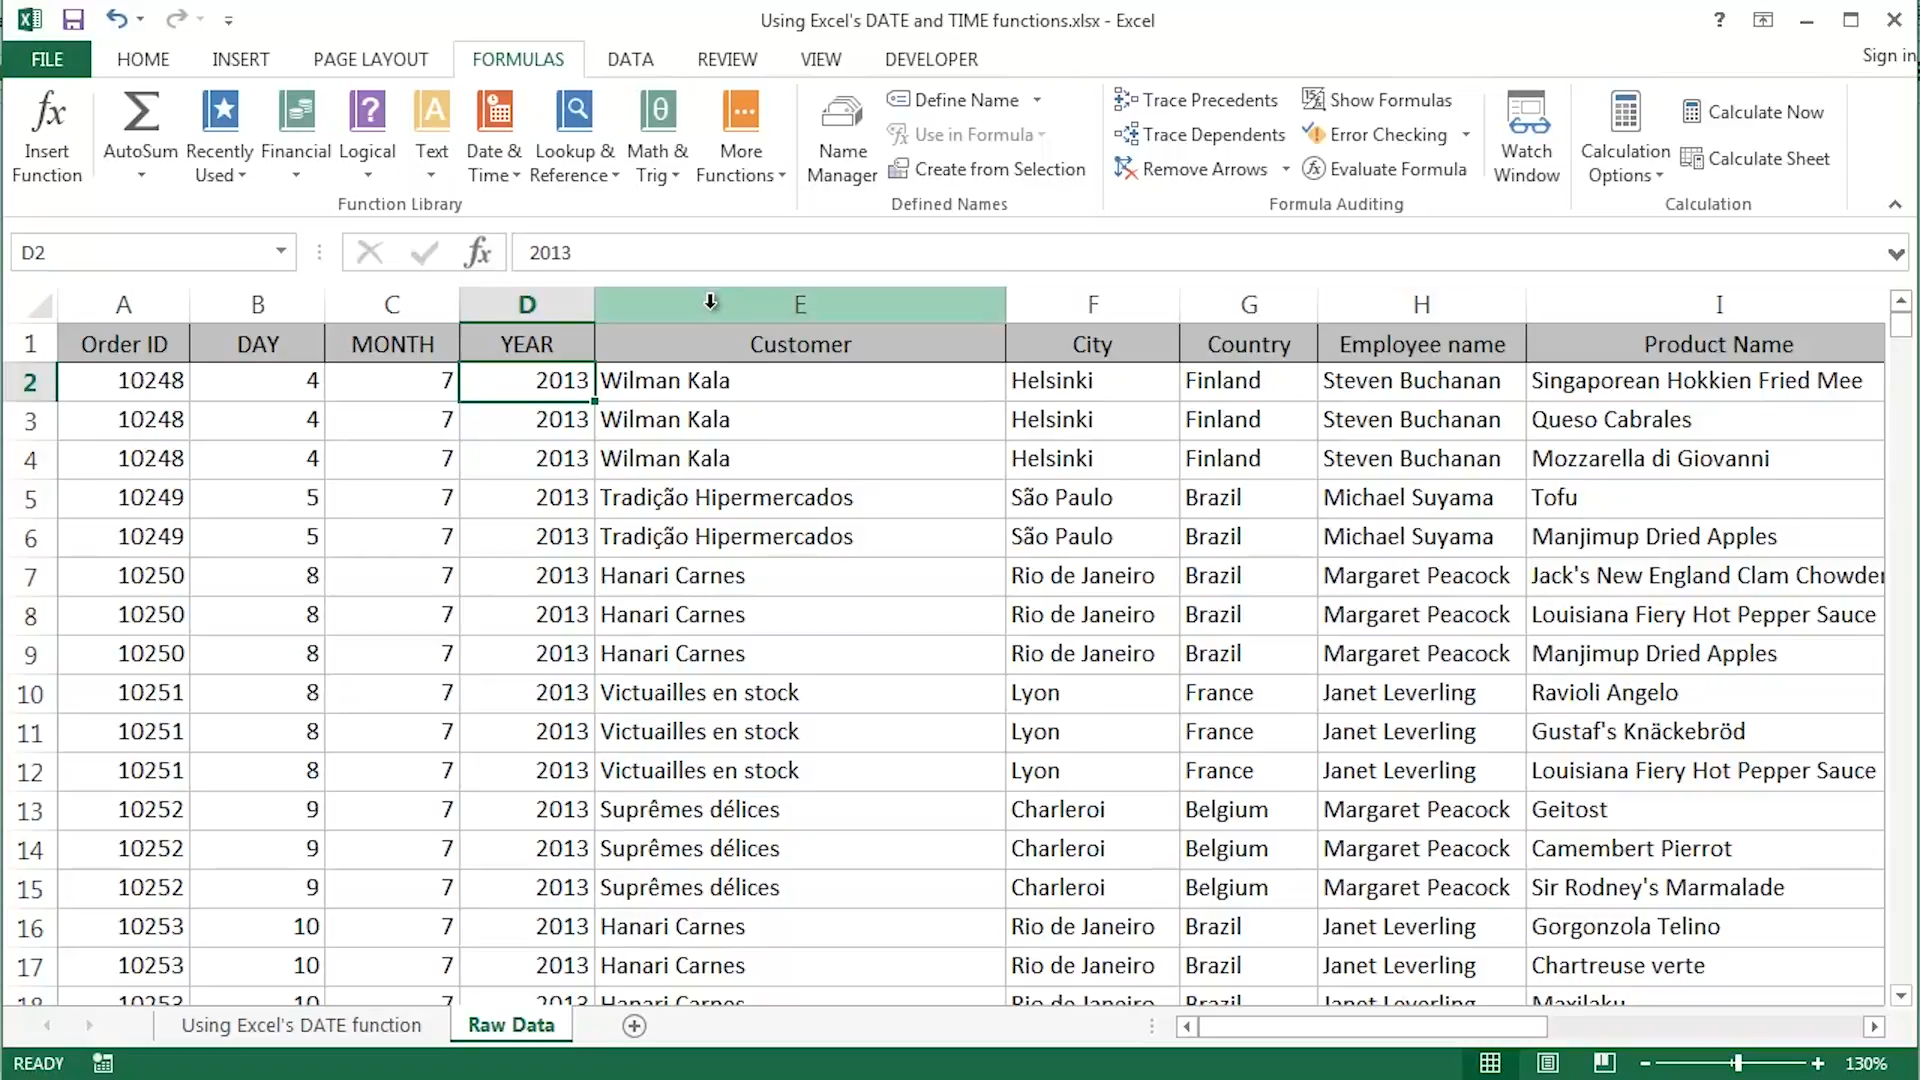 Using Excel's DATE and TIME functions.xlsx - Excel
?
FILE HOME INSERT PAGE LAYOUT FORMULAS DATA REVIEW VIEW DEVELOPER Sign in
fx Insert Function
AutoSum
Recently Used
Financial
Logical
Text
Date & Time
Lookup & Reference
Math & Trig
More Functions
Function Library
Name Manager
Define Name
Use in Formula
Create from Selection
Defined Names
Trace Precedents
Trace Dependents
Remove Arrows
Show Formulas
Error Checking
Evaluate Formula
Formula Auditing
Watch Window
Calculation Options
Calculate Now
Calculate Sheet
Calculation
D2 fx 2013
A B C D E F G H I
1 Order ID DAY MONTH YEAR Customer City Country Employee name Product Name
2 10248 4 7 2013 Wilman Kala Helsinki Finland Steven Buchanan Singaporean Hokkien Fried Mee
3 10248 4 7 2013 Wilman Kala Helsinki Finland Steven Buchanan Queso Cabrales
4 10248 4 7 2013 Wilman Kala Helsinki Finland Steven Buchanan Mozzarella di Giovanni
5 10249 5 7 2013 Tradição Hipermercados São Paulo Brazil Michael Suyama Tofu
6 10249 5 7 2013 Tradição Hipermercados São Paulo Brazil Michael Suyama Manjimup Dried Apples
7 10250 8 7 2013 Hanari Carnes Rio de Janeiro Brazil Margaret Peacock Jack's New England Clam Chowder
8 10250 8 7 2013 Hanari Carnes Rio de Janeiro Brazil Margaret Peacock Louisiana Fiery Hot Pepper Sauce
9 10250 8 7 2013 Hanari Carnes Rio de Janeiro Brazil Margaret Peacock Manjimup Dried Apples
10 10251 8 7 2013 Victuailles en stock Lyon France Janet Leverling Ravioli Angelo
11 10251 8 7 2013 Victuailles en stock Lyon France Janet Leverling Gustaf's Knäckebröd
12 10251 8 7 2013 Victuailles en stock Lyon France Janet Leverling Louisiana Fiery Hot Pepper Sauce
13 10252 9 7 2013 Suprêmes délices Charleroi Belgium Margaret Peacock Geitost
14 10252 9 7 2013 Suprêmes délices Charleroi Belgium Margaret Peacock Camembert Pierrot
15 10252 9 7 2013 Suprêmes délices Charleroi Belgium Margaret Peacock Sir Rodney's Marmalade
16 10253 10 7 2013 Hanari Carnes Rio de Janeiro Brazil Janet Leverling Gorgonzola Telino
17 10253 10 7 2013 Hanari Carnes Rio de Janeiro Brazil Janet Leverling Chartreuse verte
18 10253 10 7 2013 Hanari Carnes Rio de Janeiro Brazil Janet Leverling Maxilaku
Using Excel's DATE function Raw Data
READY 130%